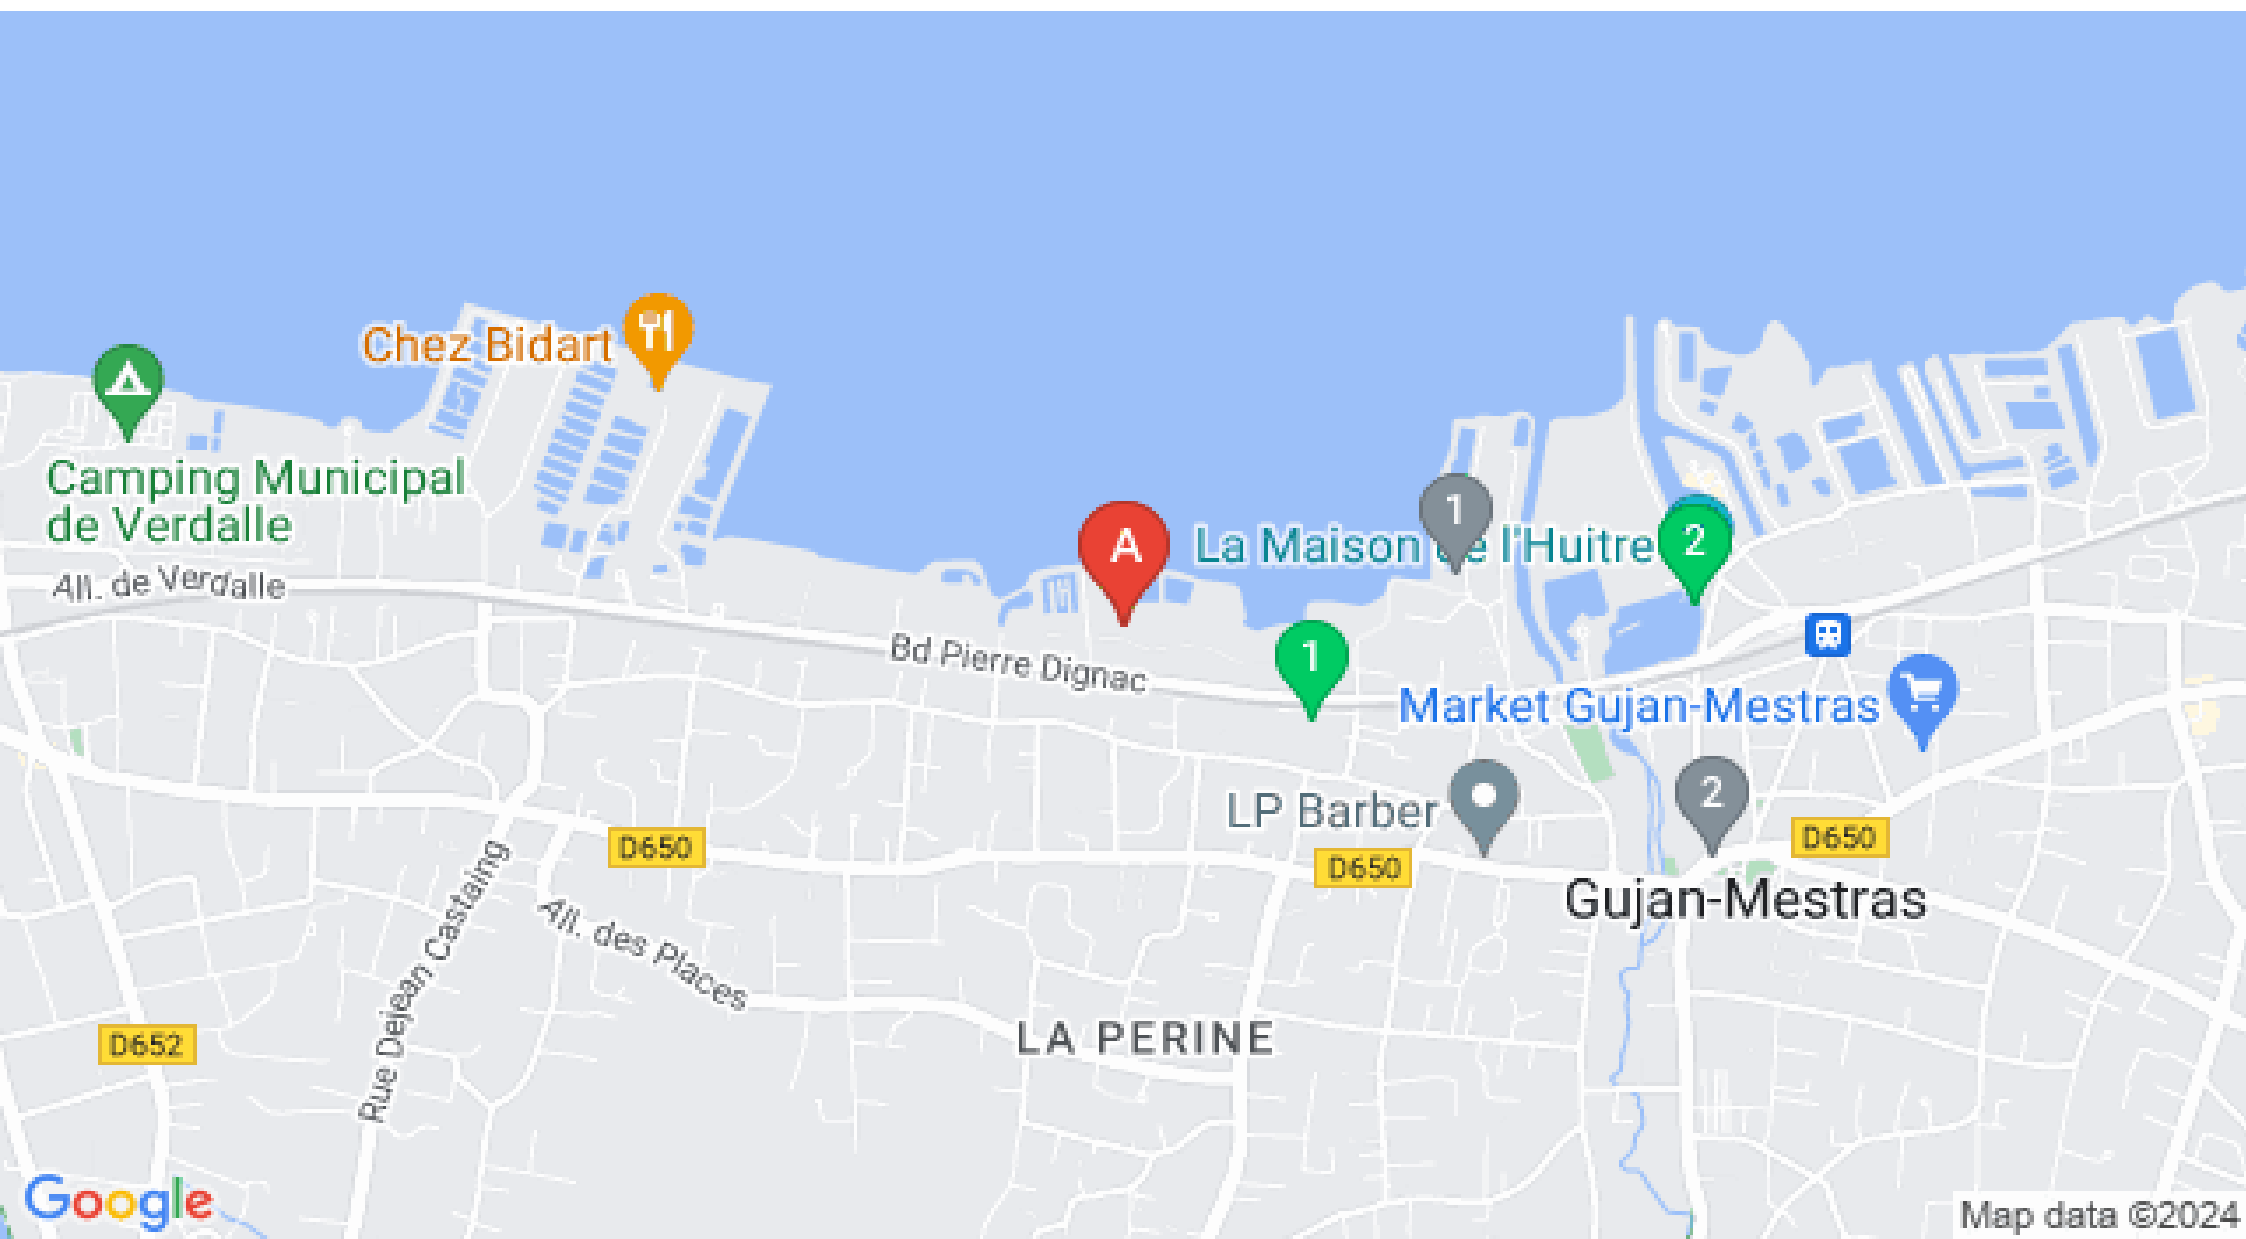 Chez Bidart
Camping Municipal
de Verdalle
A
1
La Maison de l'Huitre
2
All. de Verdalle
Bd Pierre Dignac
1
Market Gujan-Mestras
LP Barber
2
D650
D650
D650
Gujan-Mestras
Rue Dejean Castaing
All. des Places
LA PERINE
D652
Google
Map data ©2024